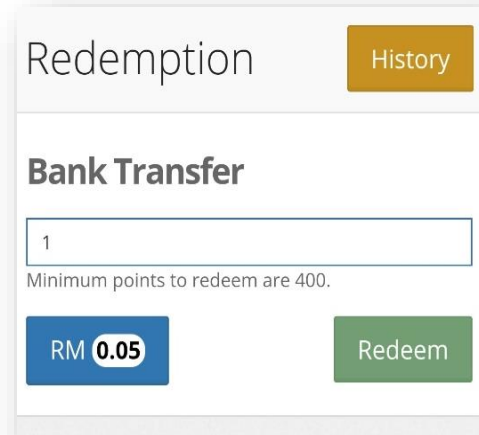 Redemption
History
Bank Transfer
1
Minimum points to redeem are 400.
RM 0.05
Redeem